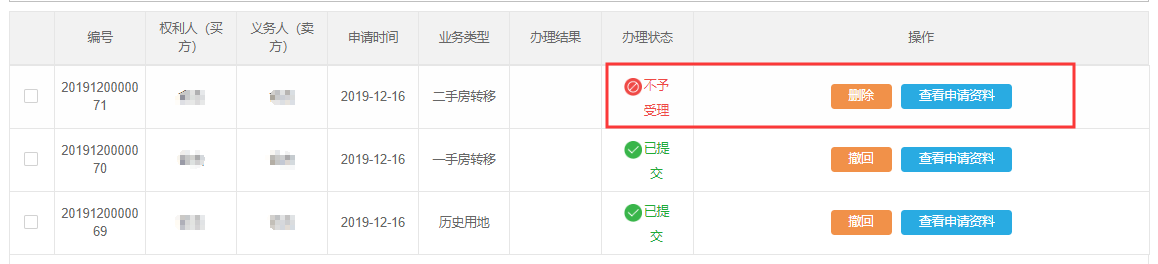 编号
权利人（买
方）
义务人（卖
方）
申请时间
业务类型
办理结果
办理状态
操作
20191200000
71
2019-12-16
二手房转移
不予
受理
删除
查看申请资料
20191200000
70
2019-12-16
一手房转移
已提
交
撤回
查看申请资料
20191200000
69
2019-12-16
历史用地
已提
交
撤回
查看申请资料